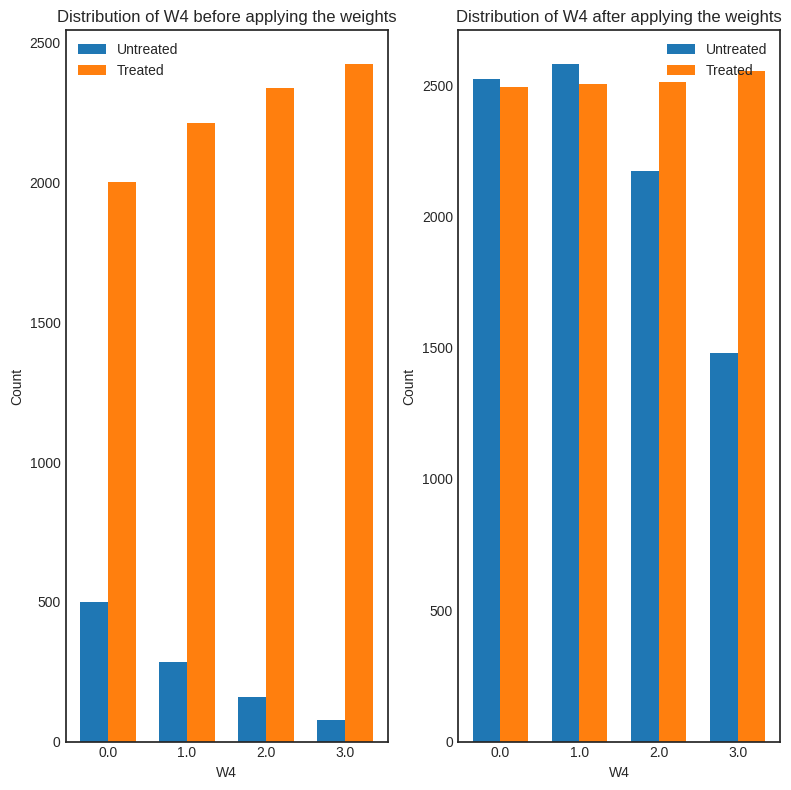 Distribution of W4 before applying the weights
Untreated
Treated
2500
2000
1500
1000
500
0
Count
0.0 1.0 2.0 3.0
W4
Distribution of W4 after applying the weights
Untreated
Treated
2500
2000
1500
1000
500
0
Count
0.0 1.0 2.0 3.0
W4